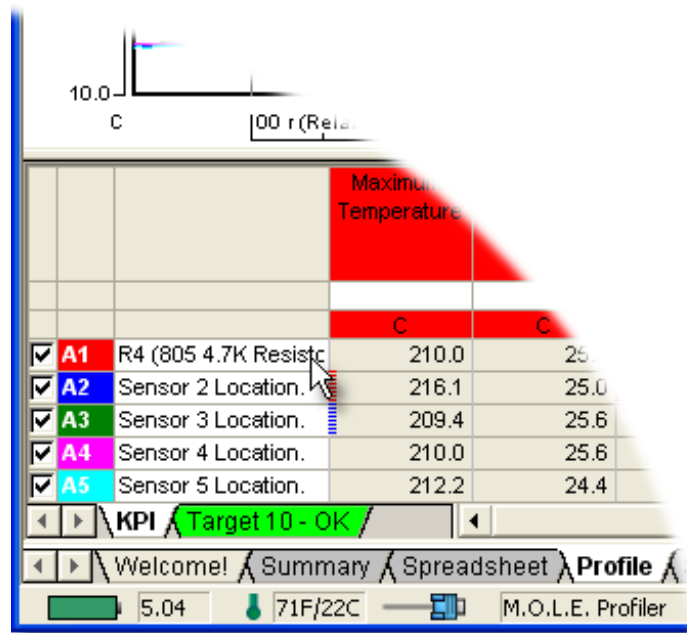 10.0
C |00 r (Rela
Maximum
Temperature
C C
A1 R4 (805 4.7K Resistc 210.0 25.
A2 Sensor 2 Location. 216.1 25.0
A3 Sensor 3 Location. 209.4 25.6
A4 Sensor 4 Location. 210.0 25.6
A5 Sensor 5 Location. 212.2 24.4
KPI Target 10 - OK
Welcome! Summary Spreadsheet Profile
5.04 71F/22C M.O.L.E. Profiler